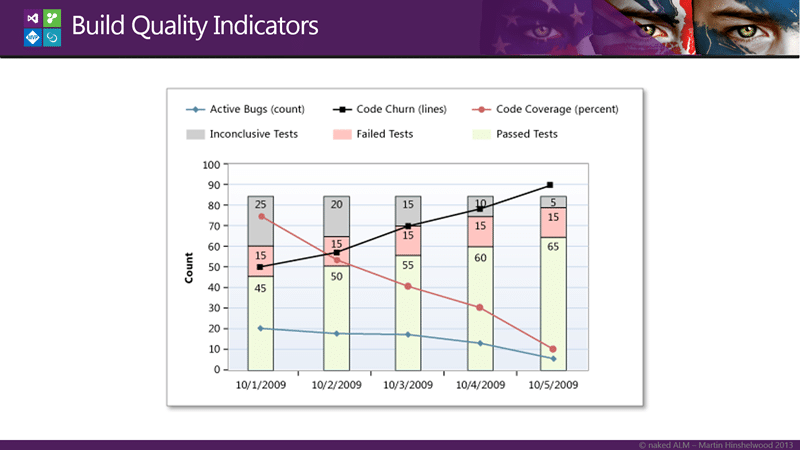 MVP
Build Quality Indicators
Active Bugs (count) Code Churn (lines) Code Coverage (percent)
Inconclusive Tests Failed Tests Passed Tests
Count
100
90
80
70
60
50
40
30
20
10
0
25 20 15 10 5
15 15 15 15 15
45 50 55 60 65
10/1/2009 10/2/2009 10/3/2009 10/4/2009 10/5/2009
© naked ALM – Martin Hinshelwood 2013